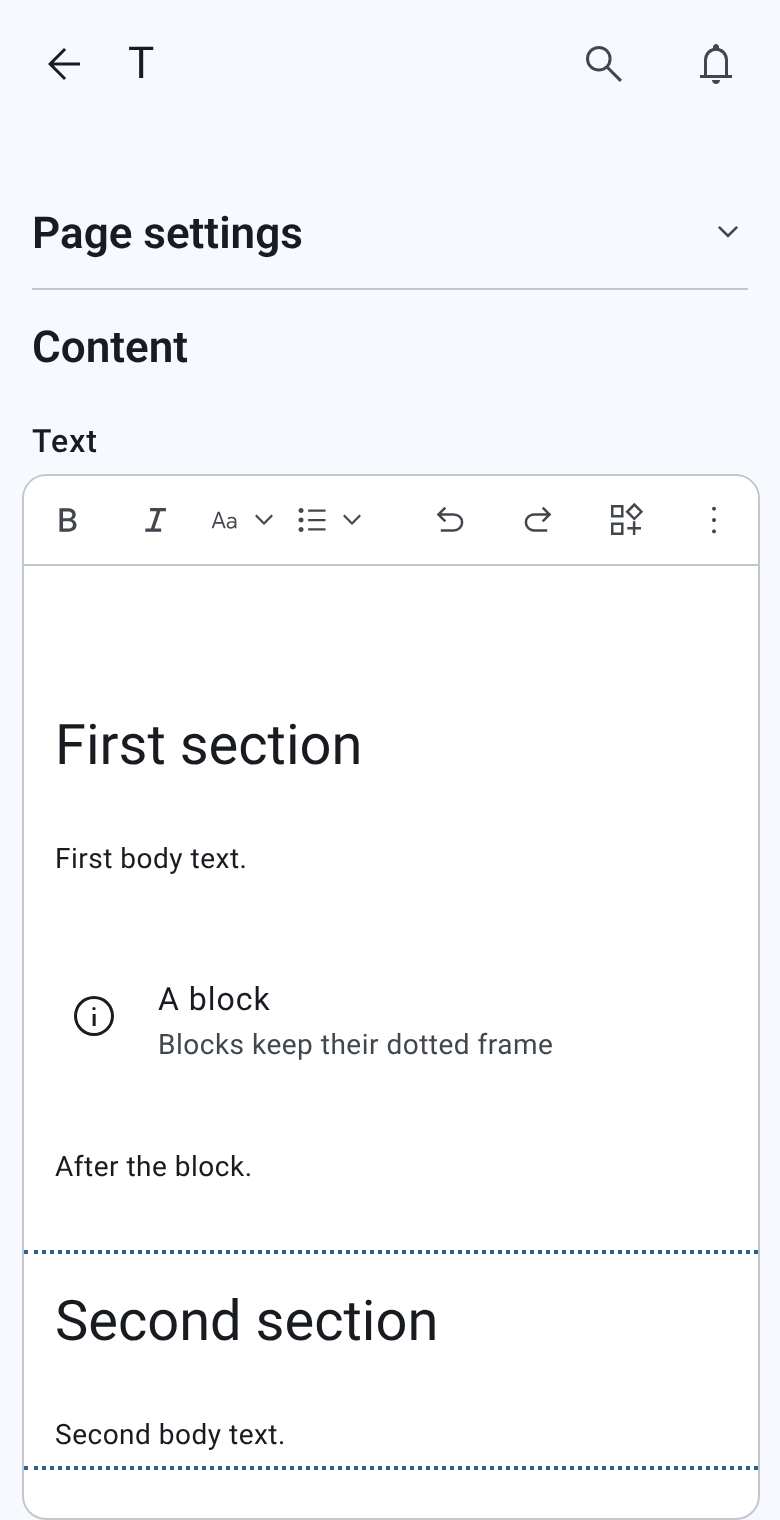 T
Page settings
Content
Text
B I Aa
First section
First body text.
A block
Blocks keep their dotted frame
After the block.
Second section
Second body text.